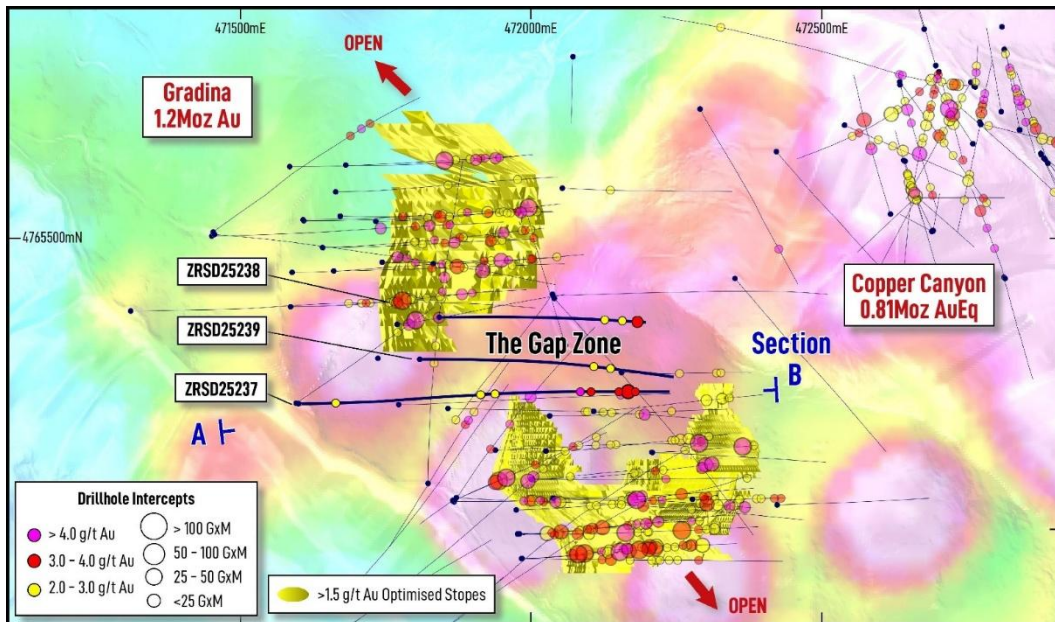 471500mE
472000mE
472500mE
OPEN
Gradina
1.2Moz Au
4765500mN
ZRSD25238
Copper Canyon
0.81Moz AuEq
ZRSD25239
The Gap Zone
Section
B
ZRSD25237
A
Drillhole Intercepts
> 4.0 g/t Au
3.0 - 4.0 g/t Au
2.0 - 3.0 g/t Au
> 100 GxM
50 - 100 GxM
25 - 50 GxM
<25 GxM
>1.5 g/t Au Optimised Stopes
OPEN